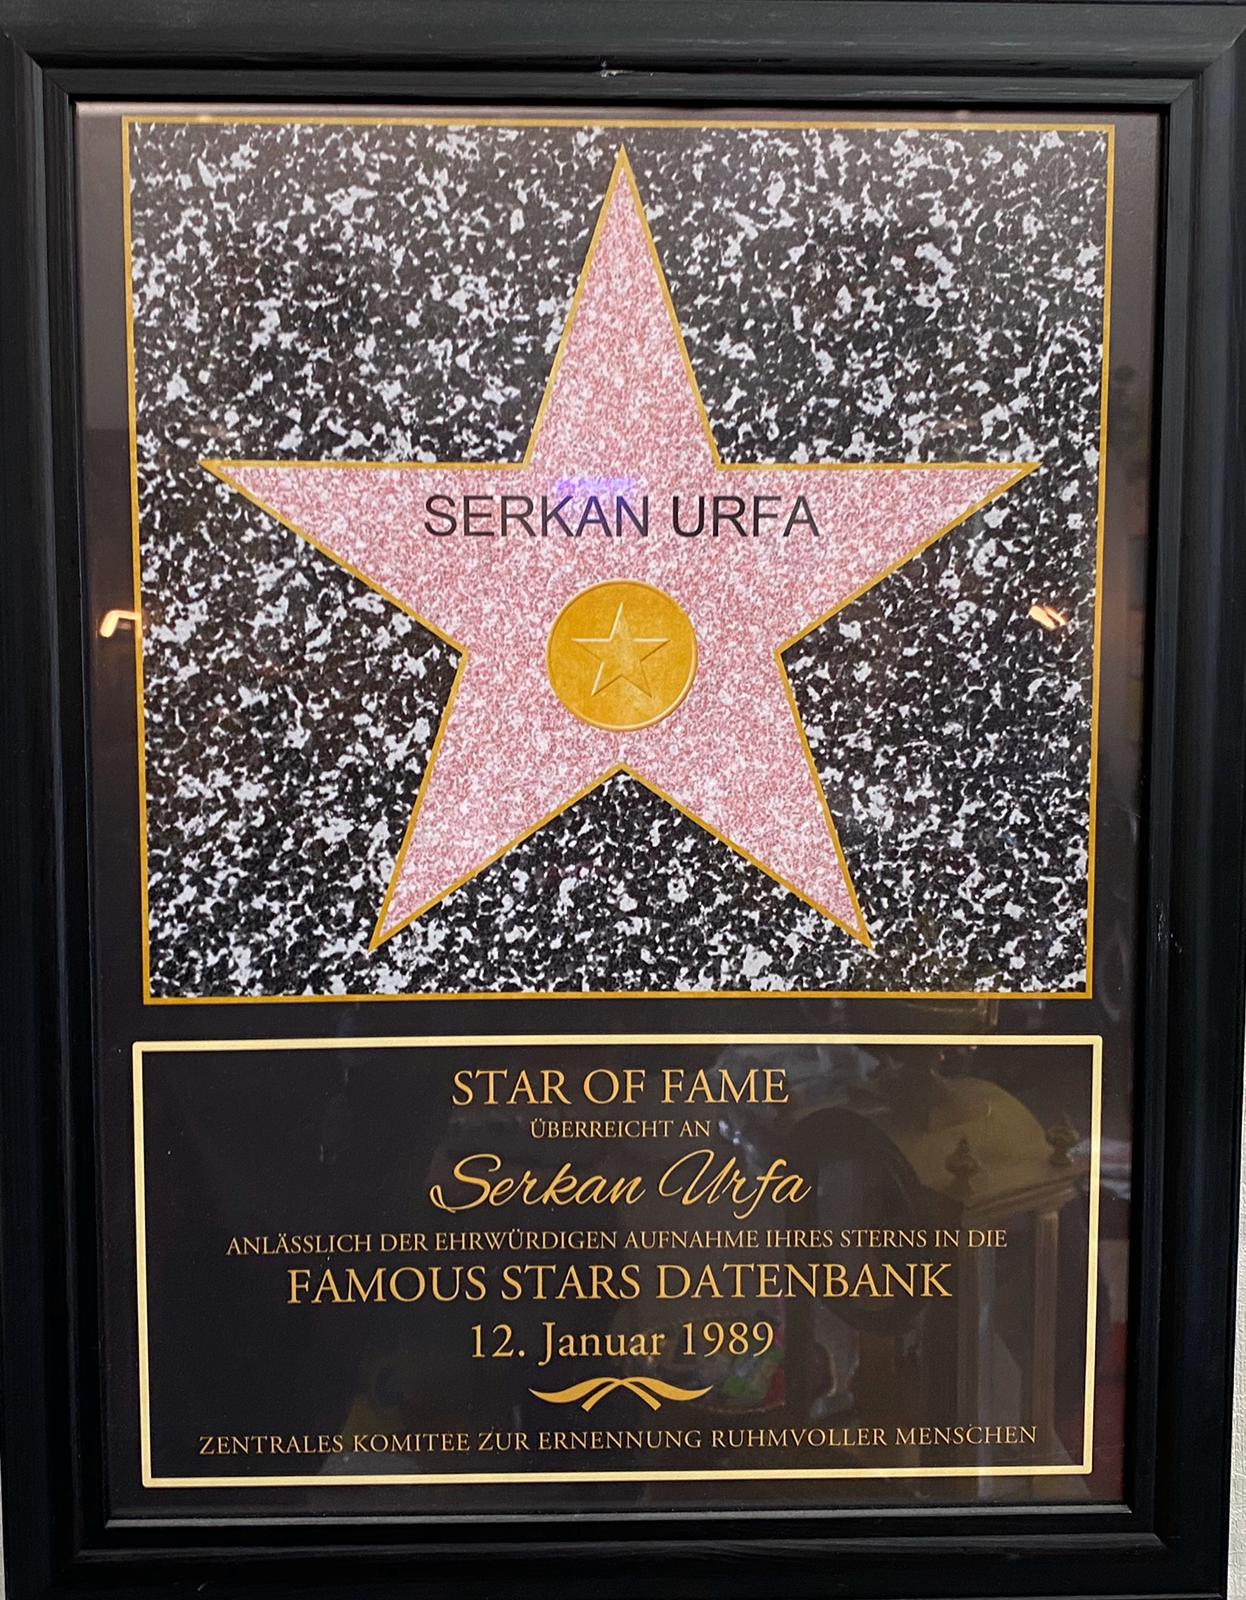 SERKAN URFA
STAR OF FAME
ÜBERREICHT AN
Serkan Urfa
ANLÄSSLICH DER EHRWÜRDIGEN AUFNAHME IHRES STERNS IN DIE
FAMOUS STARS DATENBANK
12. Januar 1989
ZENTRALES KOMITEE ZUR ERNENNUNG RUHMVOLLER MENSCHEN